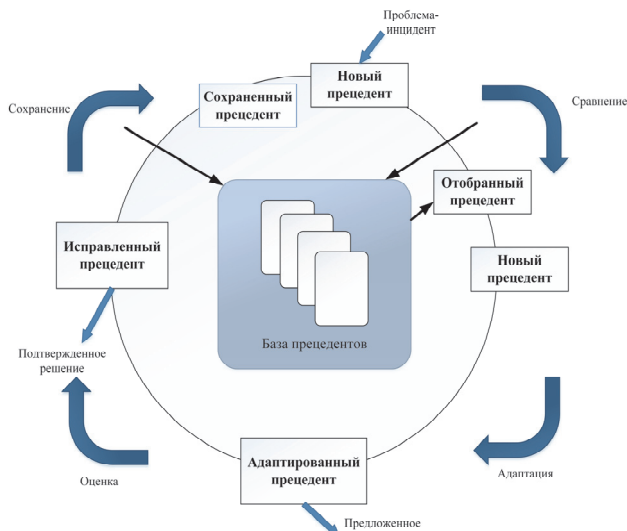 Проблема-
инцидент
Новый
прецедент
Сохраненный
прецедент
Сохранение
Сравнение
Отобранный
прецедент
Исправленный
прецедент
Новый
прецедент
База прецедентов
Подтвержденное
решение
Адаптированный
прецедент
Оценка
Адаптация
Предложенное